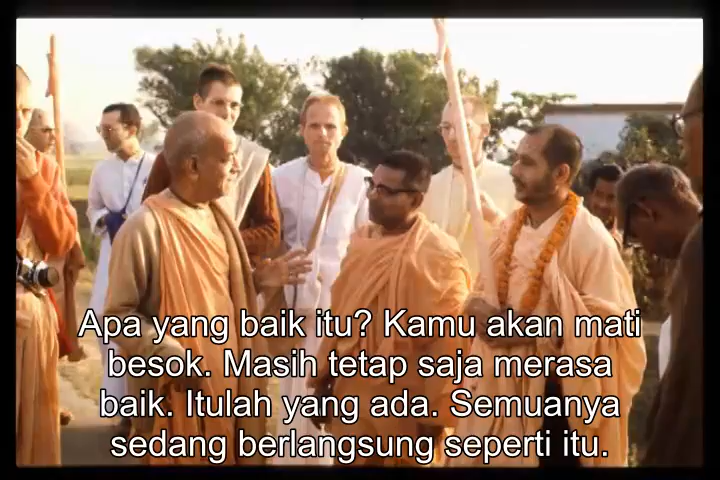 Apa yang baik itu? Kamu akan mati
besok. Masih tetap saja merasa
baik. Itulah yang ada. Semuanya
sedang berlangsung seperti itu.